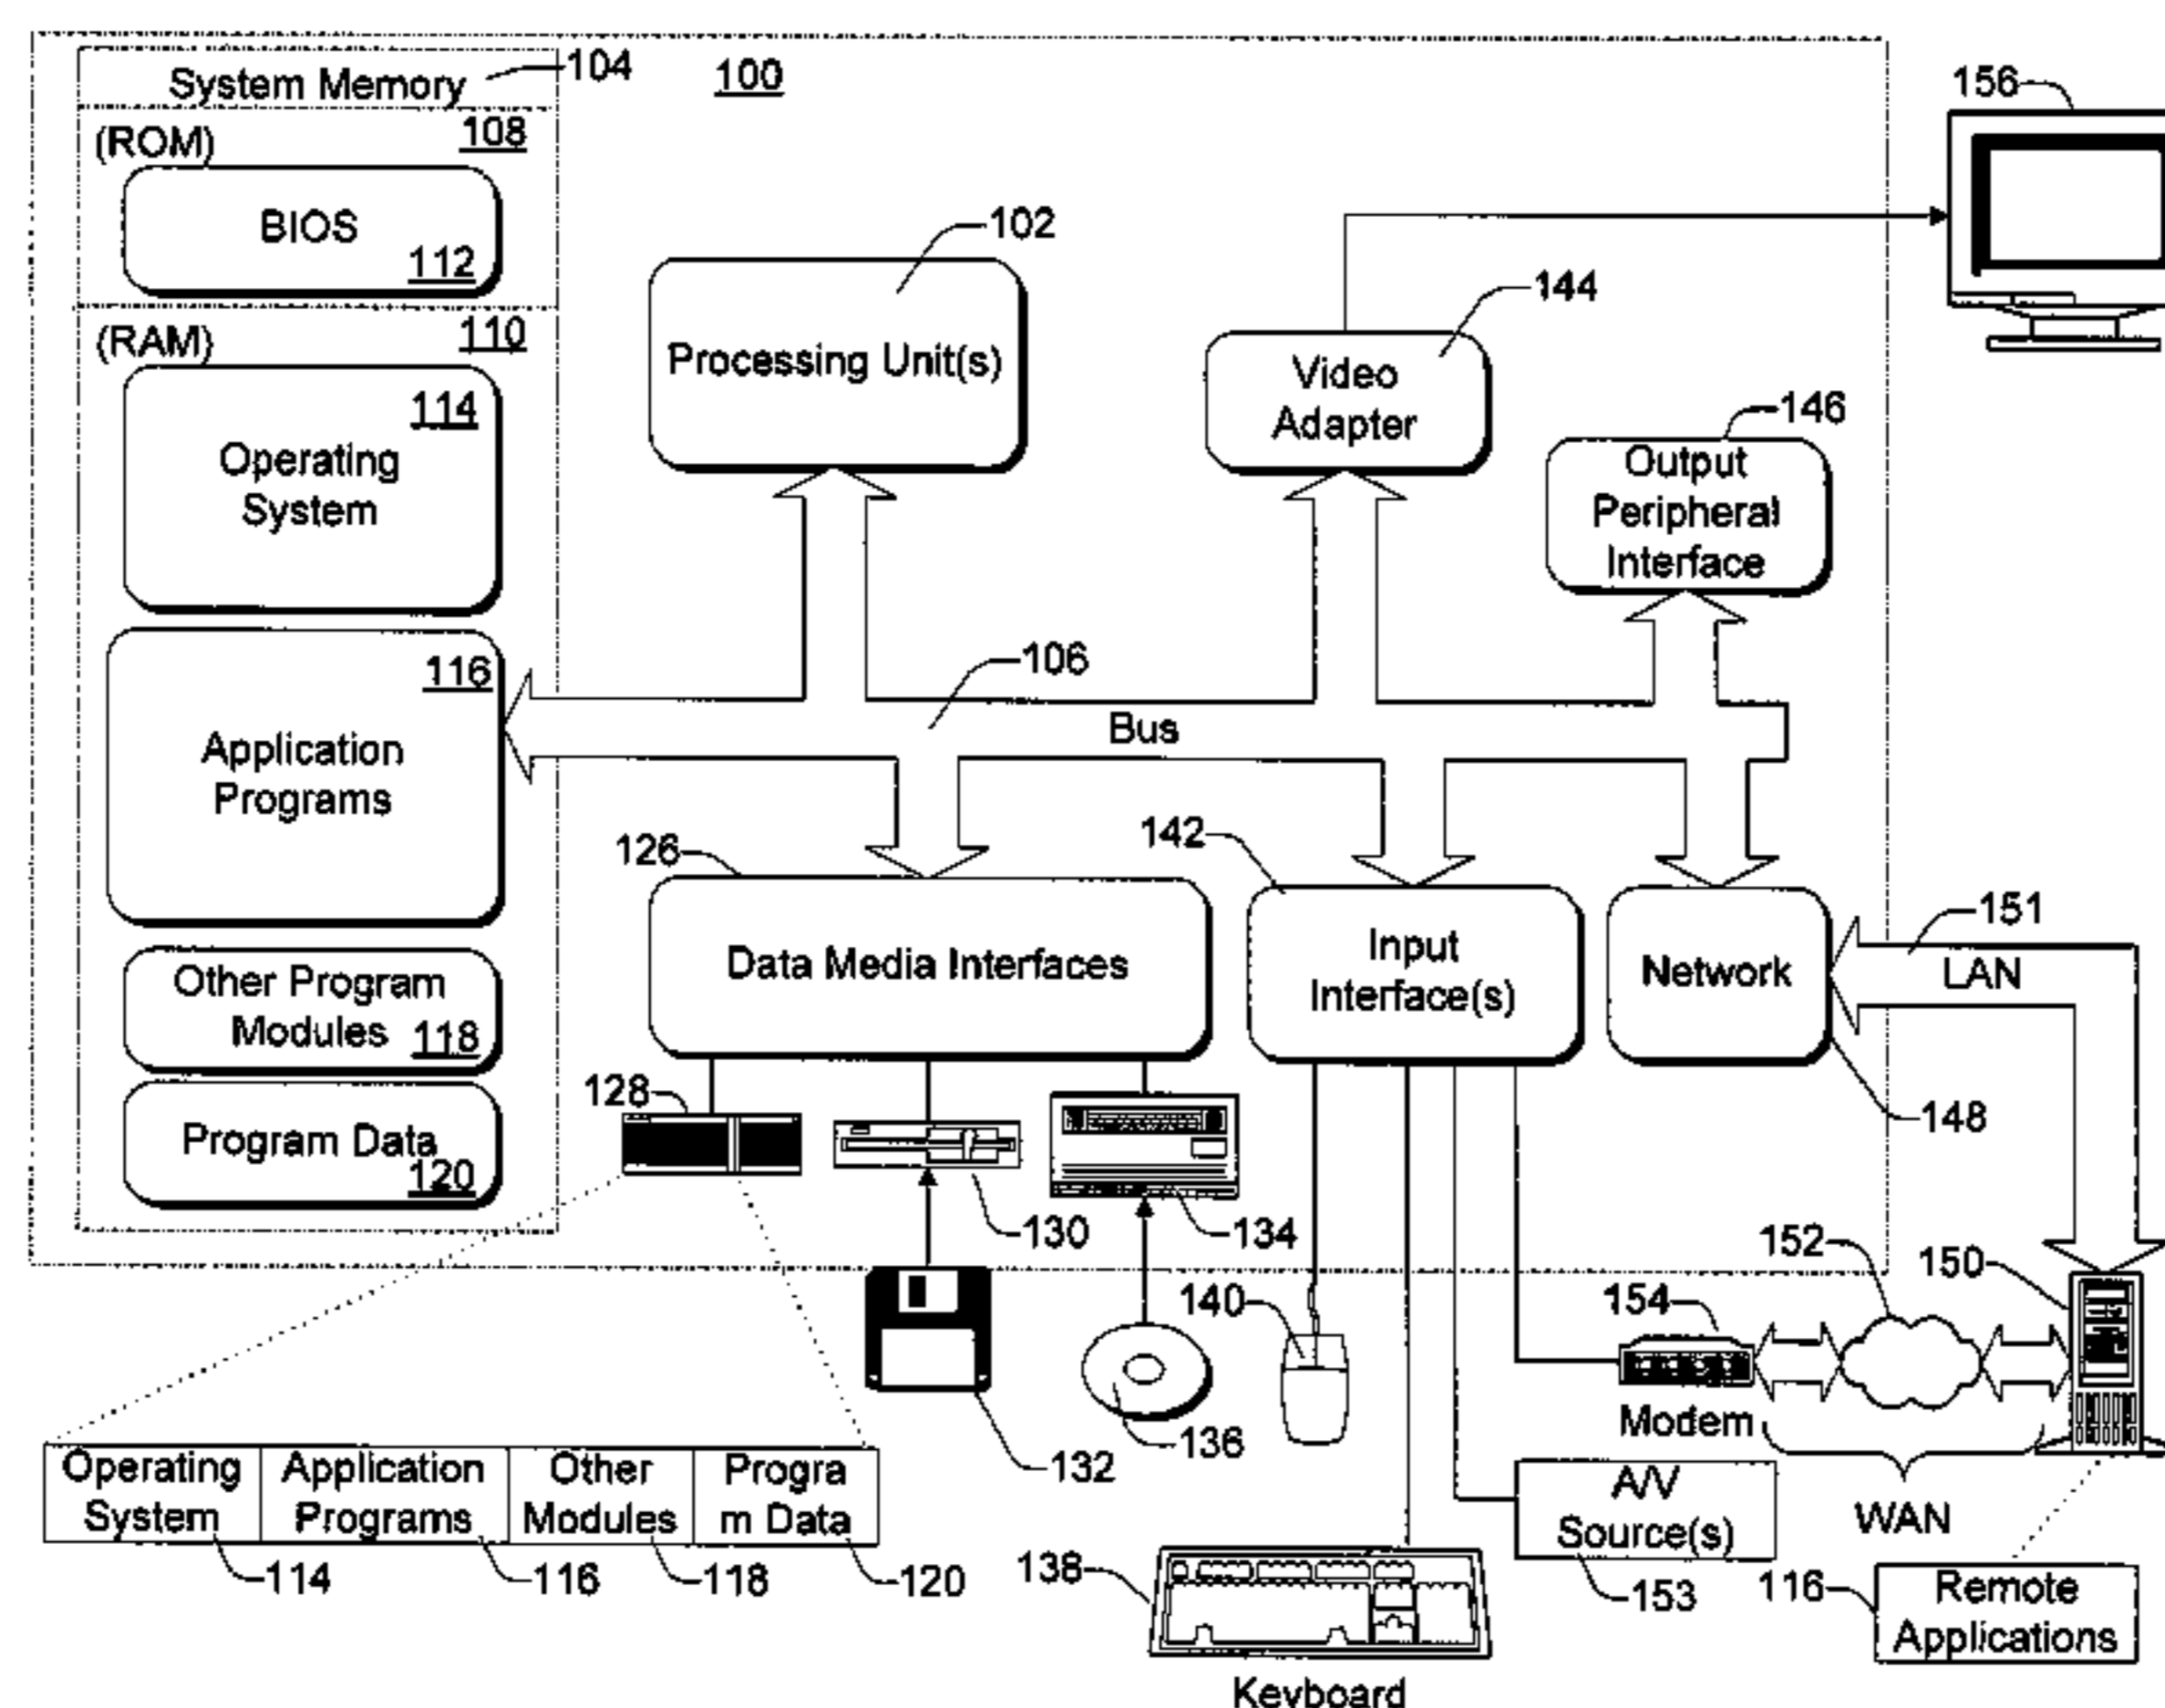 System Memory
104
100
(ROM)
108
BIOS
112
(RAM)
110
114
Operating
System
116
Application
Programs
Other Program
Modules
118
Program Data
120
102
Processing Unit(s)
144
Video
Adapter
156
146
Output
Peripheral
Interface
106
Bus
126
Data Media Interfaces
142
Input
Interface(s)
Network
151
LAN
148
128
130
134
132
136
140
152
150
154
Modem
WAN
A/V
Source(s)
153
138
Keyboard
116
Remote
Applications
Operating
System
Application
Programs
Other
Modules
Progra
m Data
114
116
118
120